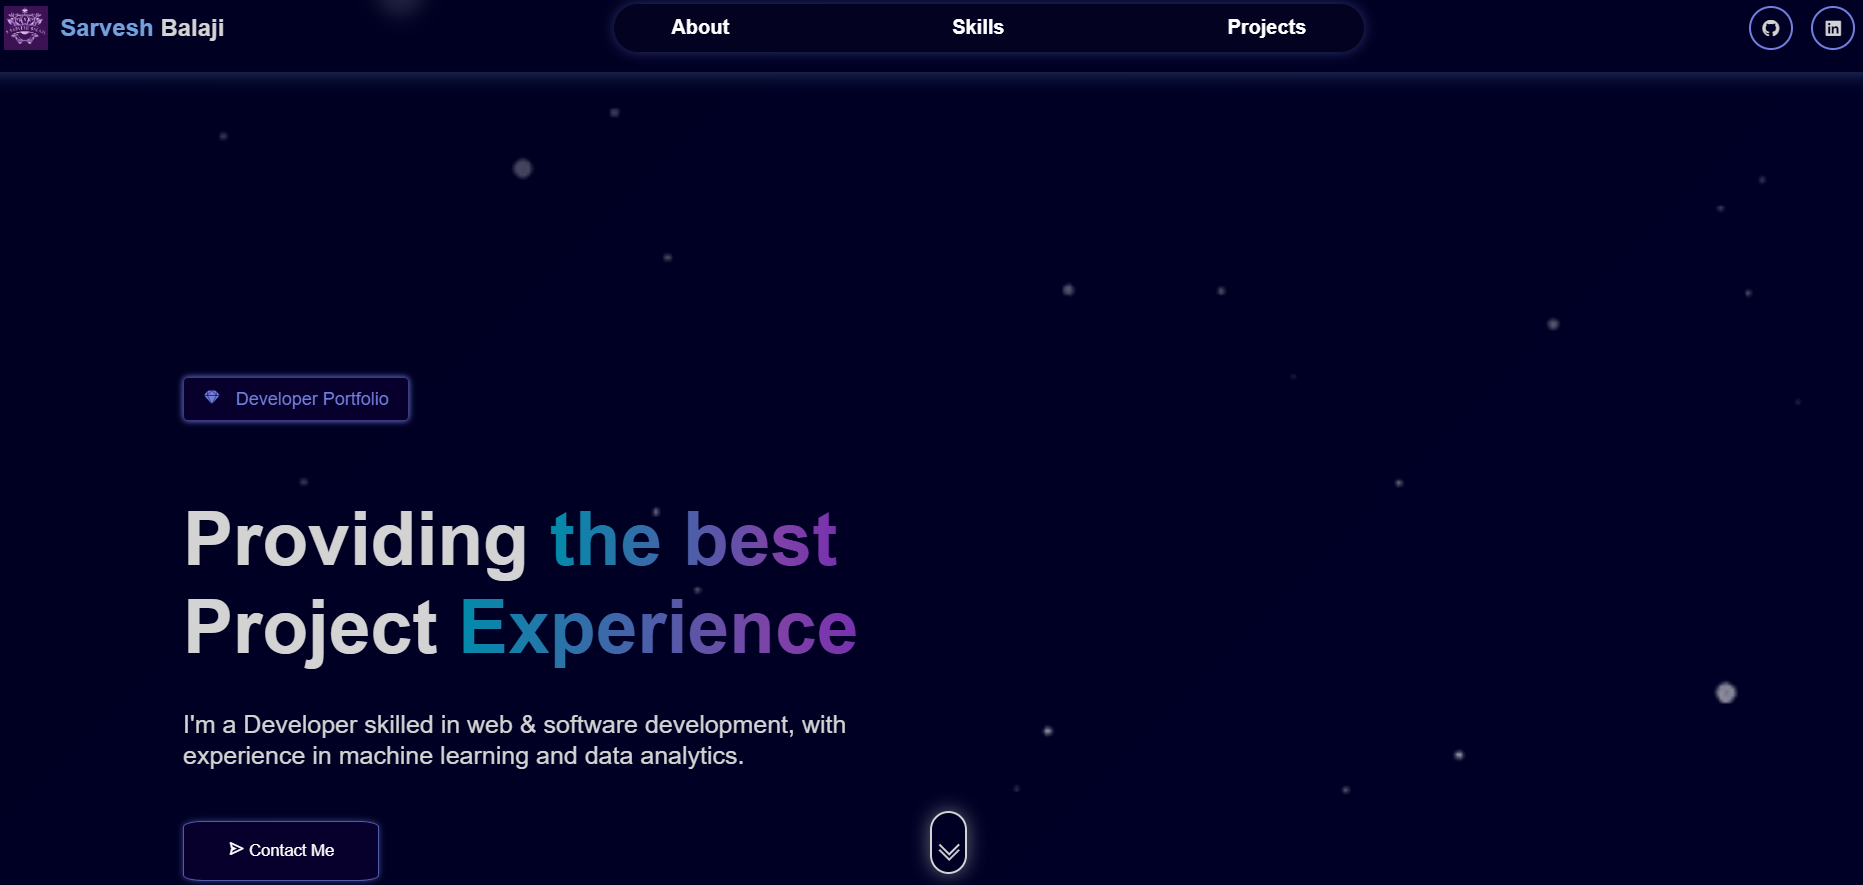 Sarvesh Balaji
About
Skills
Projects
Developer Portfolio
Providing the best
Project Experience
I'm a Developer skilled in web & software development, with
experience in machine learning and data analytics.
Contact Me